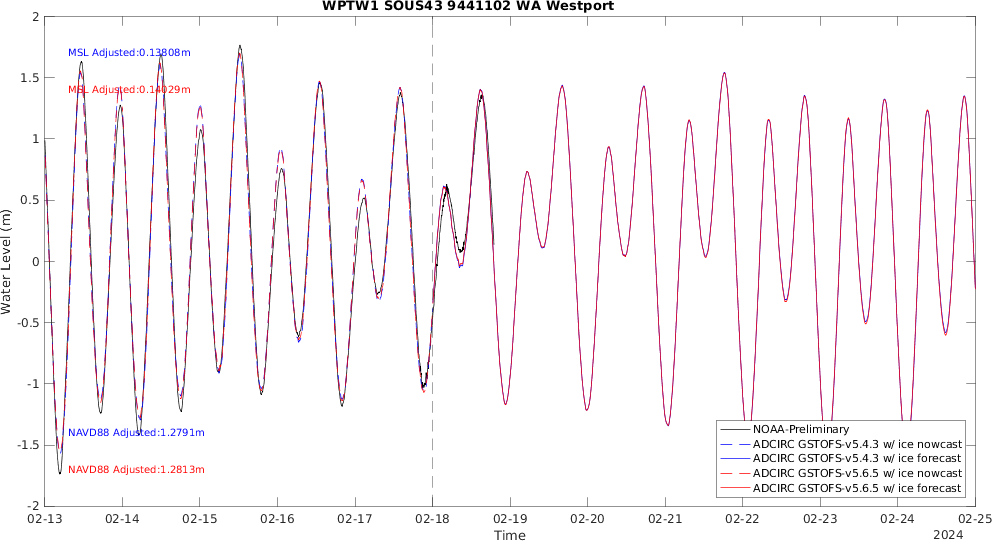 WPTW1 SOUS43 9441102 WA Westport
MSL Adjusted:0.13808m
MSL Adjusted:0.14029m
NAVD88 Adjusted:1.2791m
NAVD88 Adjusted:1.2813m
Water Level (m)
2
1.5
1
0.5
0
-0.5
-1
-1.5
-2
NOAA-Preliminary
ADCIRC GSTOFS-v5.4.3 w/ ice nowcast
ADCIRC GSTOFS-v5.4.3 w/ ice forecast
ADCIRC GSTOFS-v5.6.5 w/ ice nowcast
ADCIRC GSTOFS-v5.6.5 w/ ice forecast
02-13 02-14 02-15 02-16 02-17 02-18 02-19 02-20 02-21 02-22 02-23 02-24 02-25
Time
2024